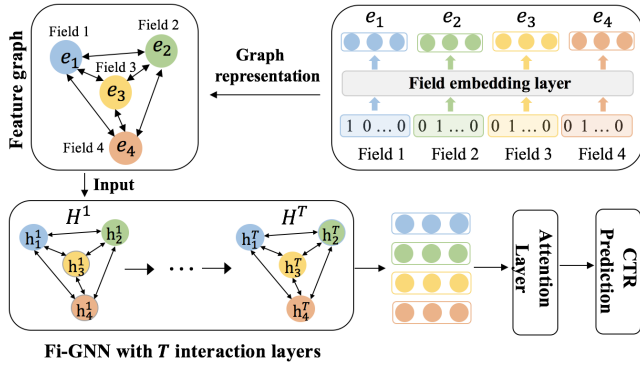 Feature graph
Field 1
Field 2
e₁
e₂
Field 3
e₃
Field 4
e₄
Graph
representation
e₁ e₂ e₃ e₄
Field embedding layer
1 0 … 0 0 1 … 0 0 1 … 0 0 1 … 0
Field 1 Field 2 Field 3 Field 4
Input
H¹
h₁¹ h₂¹
h₃¹
h₄¹
...
Hᵀ
h₁ᵀ h₂ᵀ
h₃ᵀ
h₄ᵀ
Attention
Layer
CTR
Prediction
Fi-GNN with T interaction layers